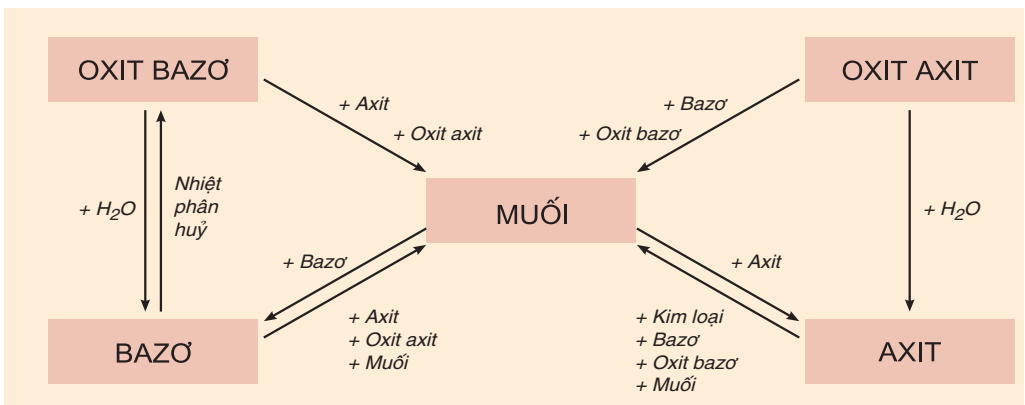 OXIT BAZƠ
OXIT AXIT
+ Axit
+ Oxit axit
+ Bazơ
+ Oxit bazơ
+ H₂O
Nhiệt
phân
huỷ
MUỐI
+ H₂O
+ Bazơ
+ Axit
+ Axit
+ Oxit axit
+ Muối
+ Kim loại
+ Bazơ
+ Oxit bazơ
+ Muối
BAZƠ
AXIT